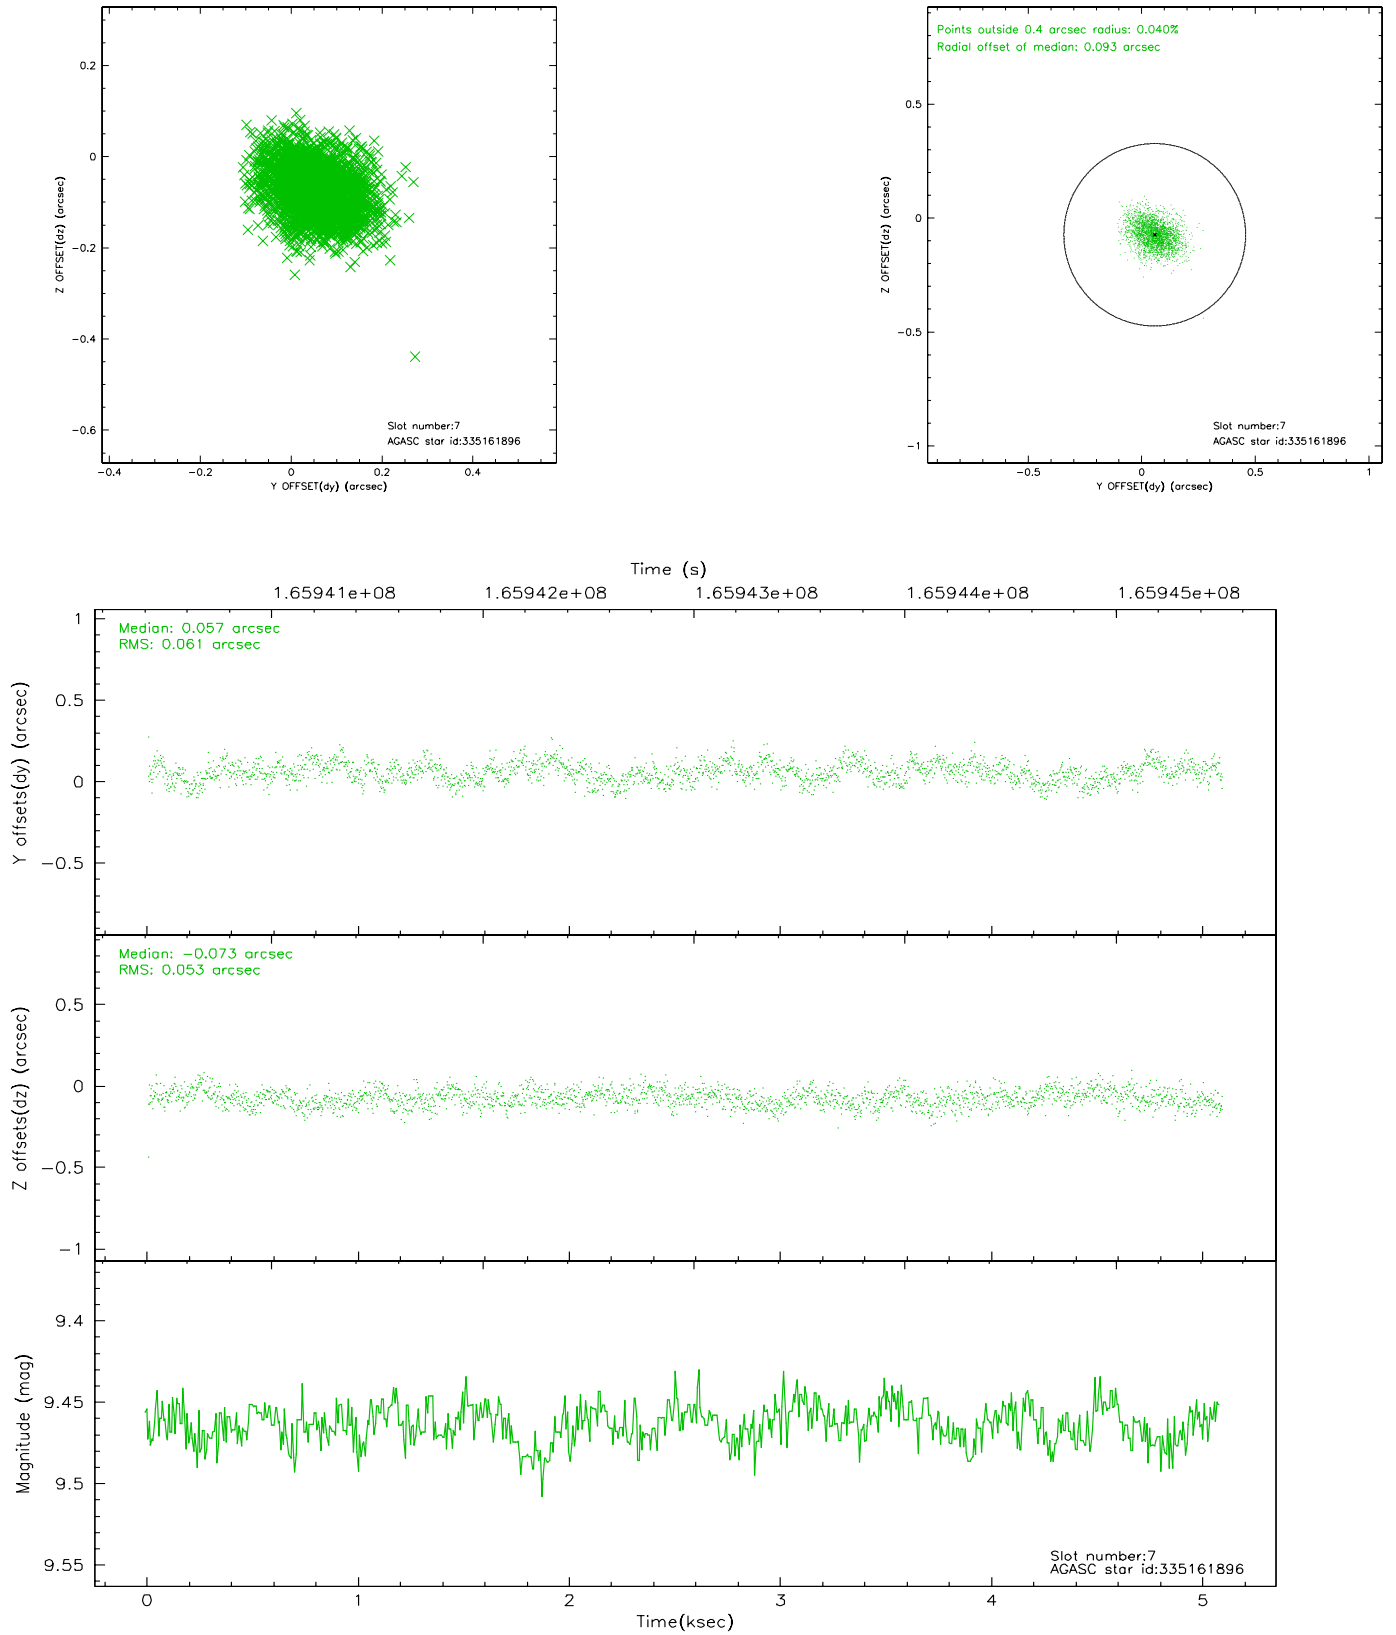 0.2
0
−0.2
−0.4
−0.6
Z OFFSET(dz) (arcsec)
Slot number:7
AGASC star id:335161896
−0.4 −0.2 0 0.2 0.4
Y OFFSET(dy) (arcsec)
Points outside 0.4 arcsec radius: 0.040%
Radial offset of median: 0.093 arcsec
0.5
0
−0.5
−1
Z OFFSET(dz) (arcsec)
Slot number:7
AGASC star id:335161896
−0.5 0 0.5 1
Y OFFSET(dy) (arcsec)
Time (s)
1.65941e+08 1.65942e+08 1.65943e+08 1.65944e+08 1.65945e+08
Median: 0.057 arcsec
RMS: 0.061 arcsec
1
0.5
0
−0.5
Y offsets(dy) (arcsec)
Median: −0.073 arcsec
RMS: 0.053 arcsec
0.5
0
−0.5
−1
Z offsets(dz) (arcsec)
9.4
9.45
9.5
9.55
Magnitude (mag)
Slot number:7
AGASC star id:335161896
0 1 2 3 4 5
Time(ksec)